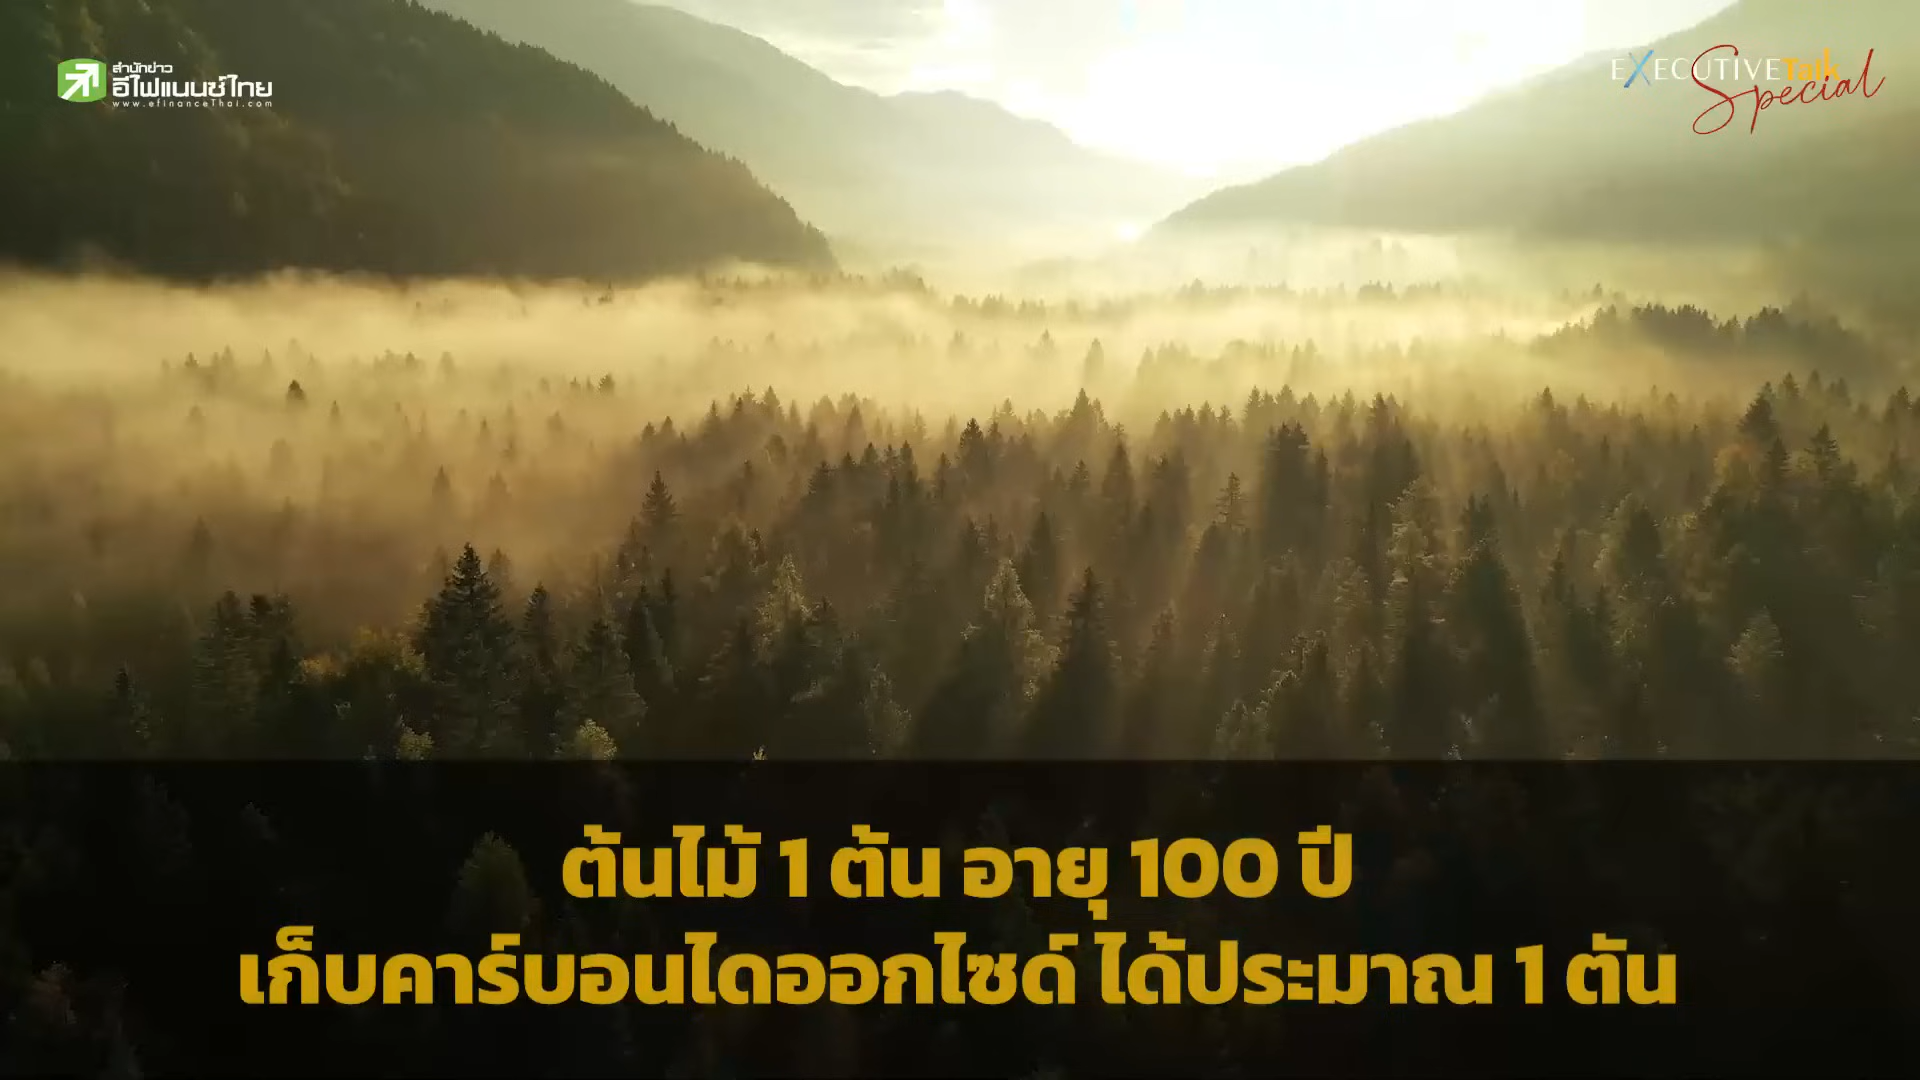 สำนักข่าว
อีไฟแนนซ์ไทย
www.efinanceThai.com
EXECUTIVETalk
Special
ต้นไม้ 1 ต้น อายุ 100 ปี
เก็บคาร์บอนไดออกไซด์ ได้ประมาณ 1 ตัน